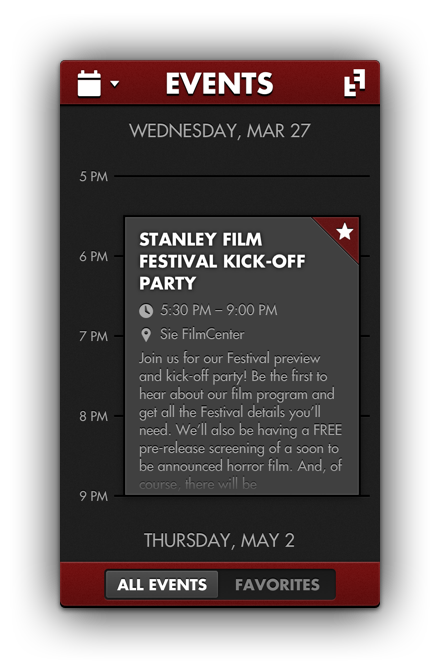 EVENTS
WEDNESDAY, MAR 27
5 PM
STANLEY FILM
6 PM
FESTIVAL KICK-OFF
PARTY
5:30 PM – 9:00 PM
7 PM
Sie FilmCenter
Join us for our Festival preview
and kick-off party! Be the first to
hear about our film program and
8 PM
get all the Festival details you'll
need. We'll also be having a FREE
pre-release screening of a soon to
be announced horror film. And, of
course, there will be
9 PM
THURSDAY, MAY 2
ALL EVENTS
FAVORITES